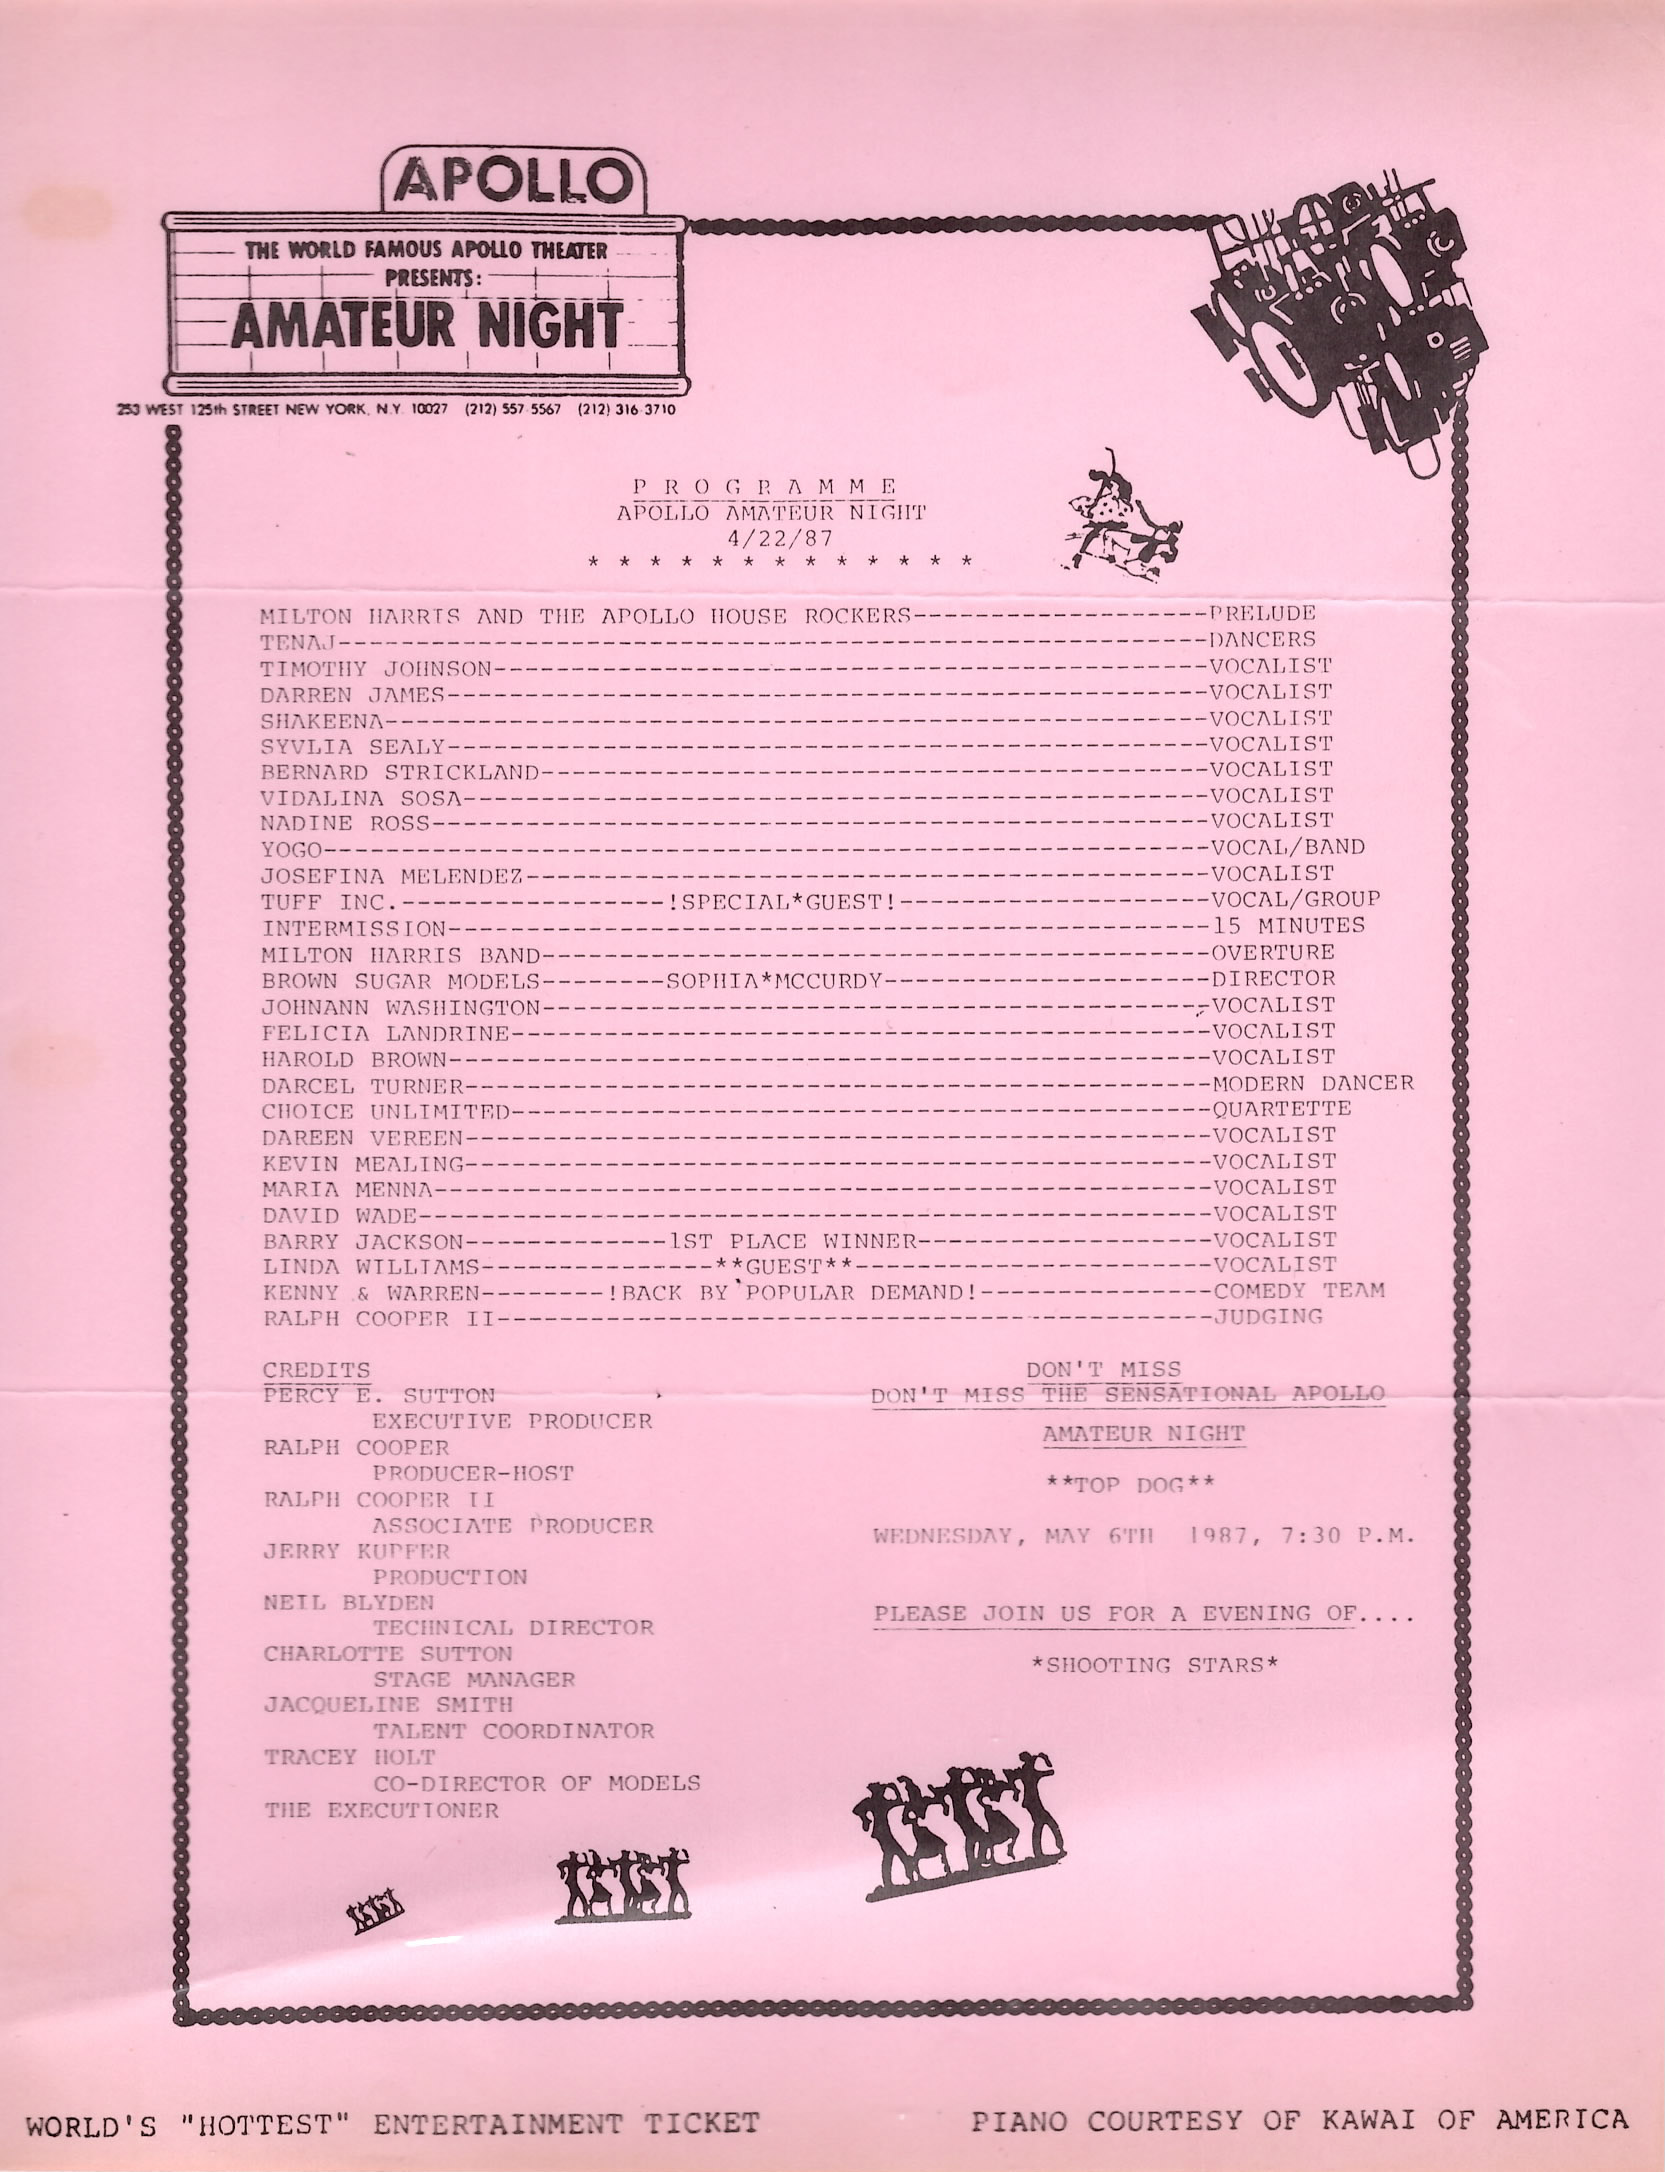 APOLLO
THE WORLD FAMOUS APOLLO THEATER
PRESENTS:
AMATEUR NIGHT
253 WEST 125th STREET NEW YORK, N.Y. 10027 (212) 557-5567 (212) 316-3710
P R O G R A M M E
APOLLO AMATEUR NIGHT
4/22/87
* * * * * * * * * * * * *
MILTON HARRIS AND THE APOLLO HOUSE ROCKERS-------------------PRELUDE
TENAJ--------------------------------------------------------DANCERS
TIMOTHY JOHNSON----------------------------------------------VOCALIST
DARREN JAMES-------------------------------------------------VOCALIST
SHAKEENA-----------------------------------------------------VOCALIST
SYVLIA SEALY-------------------------------------------------VOCALIST
BERNARD STRICKLAND-------------------------------------------VOCALIST
VIDALINA SOSA------------------------------------------------VOCALIST
NADINE ROSS--------------------------------------------------VOCALIST
YOGO---------------------------------------------------------VOCAL/BAND
JOSEFINA MELENDEZ--------------------------------------------VOCALIST
TUFF INC.-----------------!SPECIAL*GUEST!--------------------VOCAL/GROUP
INTERMISSION-------------------------------------------------15 MINUTES
MILTON HARRIS BAND-------------------------------------------OVERTURE
BROWN SUGAR MODELS--------SOPHIA*MCCURDY---------------------DIRECTOR
JOHNANN WASHINGTON-------------------------------------------VOCALIST
FELICIA LANDRINE---------------------------------------------VOCALIST
HAROLD BROWN-------------------------------------------------VOCALIST
DARCEL TURNER------------------------------------------------MODERN DANCER
CHOICE UNLIMITED---------------------------------------------QUARTETTE
DAREEN VEREEN------------------------------------------------VOCALIST
KEVIN MEALING------------------------------------------------VOCALIST
MARIA MENNA--------------------------------------------------VOCALIST
DAVID WADE---------------------------------------------------VOCALIST
BARRY JACKSON-------------1ST PLACE WINNER-------------------VOCALIST
LINDA WILLIAMS---------------**GUEST**-----------------------VOCALIST
KENNY & WARREN--------!BACK BY POPULAR DEMAND!---------------COMEDY TEAM
RALPH COOPER II----------------------------------------------JUDGING
CREDITS
PERCY E. SUTTON
EXECUTIVE PRODUCER
RALPH COOPER
PRODUCER-HOST
RALPH COOPER II
ASSOCIATE PRODUCER
JERRY KUPFER
PRODUCTION
NEIL BLYDEN
TECHNICAL DIRECTOR
CHARLOTTE SUTTON
STAGE MANAGER
JACQUELINE SMITH
TALENT COORDINATOR
TRACEY HOLT
CO-DIRECTOR OF MODELS
THE EXECUTIONER
DON'T MISS
DON'T MISS THE SENSATIONAL APOLLO
AMATEUR NIGHT
**TOP DOG**
WEDNESDAY, MAY 6TH 1987, 7:30 P.M.
PLEASE JOIN US FOR A EVENING OF....
*SHOOTING STARS*
WORLD'S "HOTTEST" ENTERTAINMENT TICKET
PIANO COURTESY OF KAWAI OF AMERICA